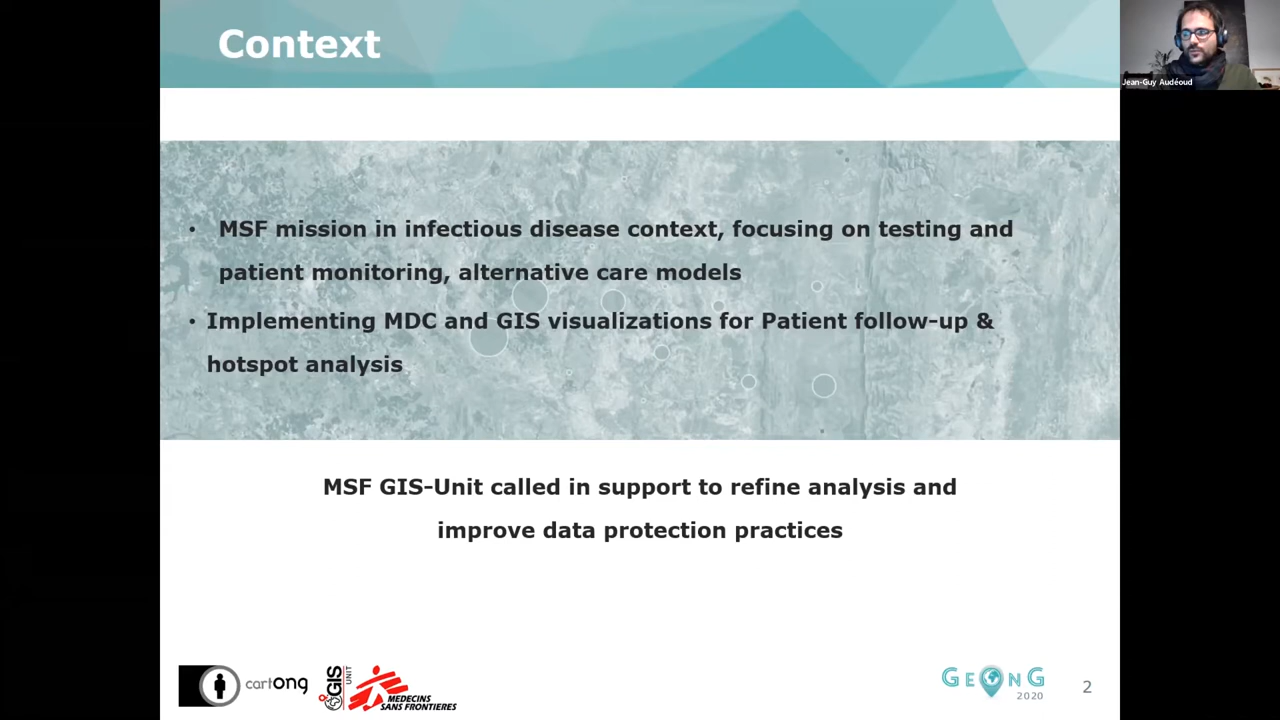 Context
Jean-Guy Audéoud
• MSF mission in infectious disease context, focusing on testing and
patient monitoring, alternative care models
• Implementing MDC and GIS visualizations for Patient follow-up &
hotspot analysis
MSF GIS-Unit called in support to refine analysis and
improve data protection practices
cartONG
GIS
UNIT
MEDECINS
SANS FRONTIERES
GEONG
2020
2